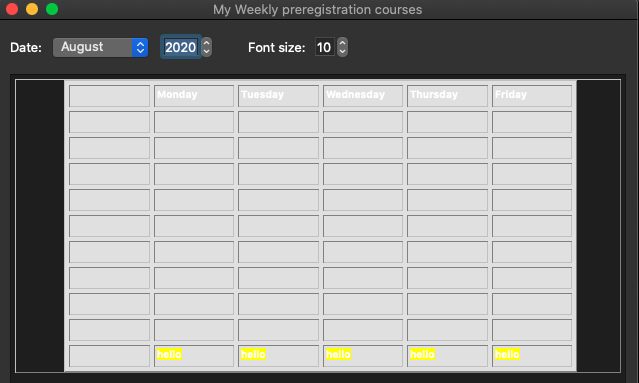 My Weekly preregistration courses
Date: August 2020 Font size: 10
Monday Tuesday Wednesday Thursday Friday
hello hello hello hello hello